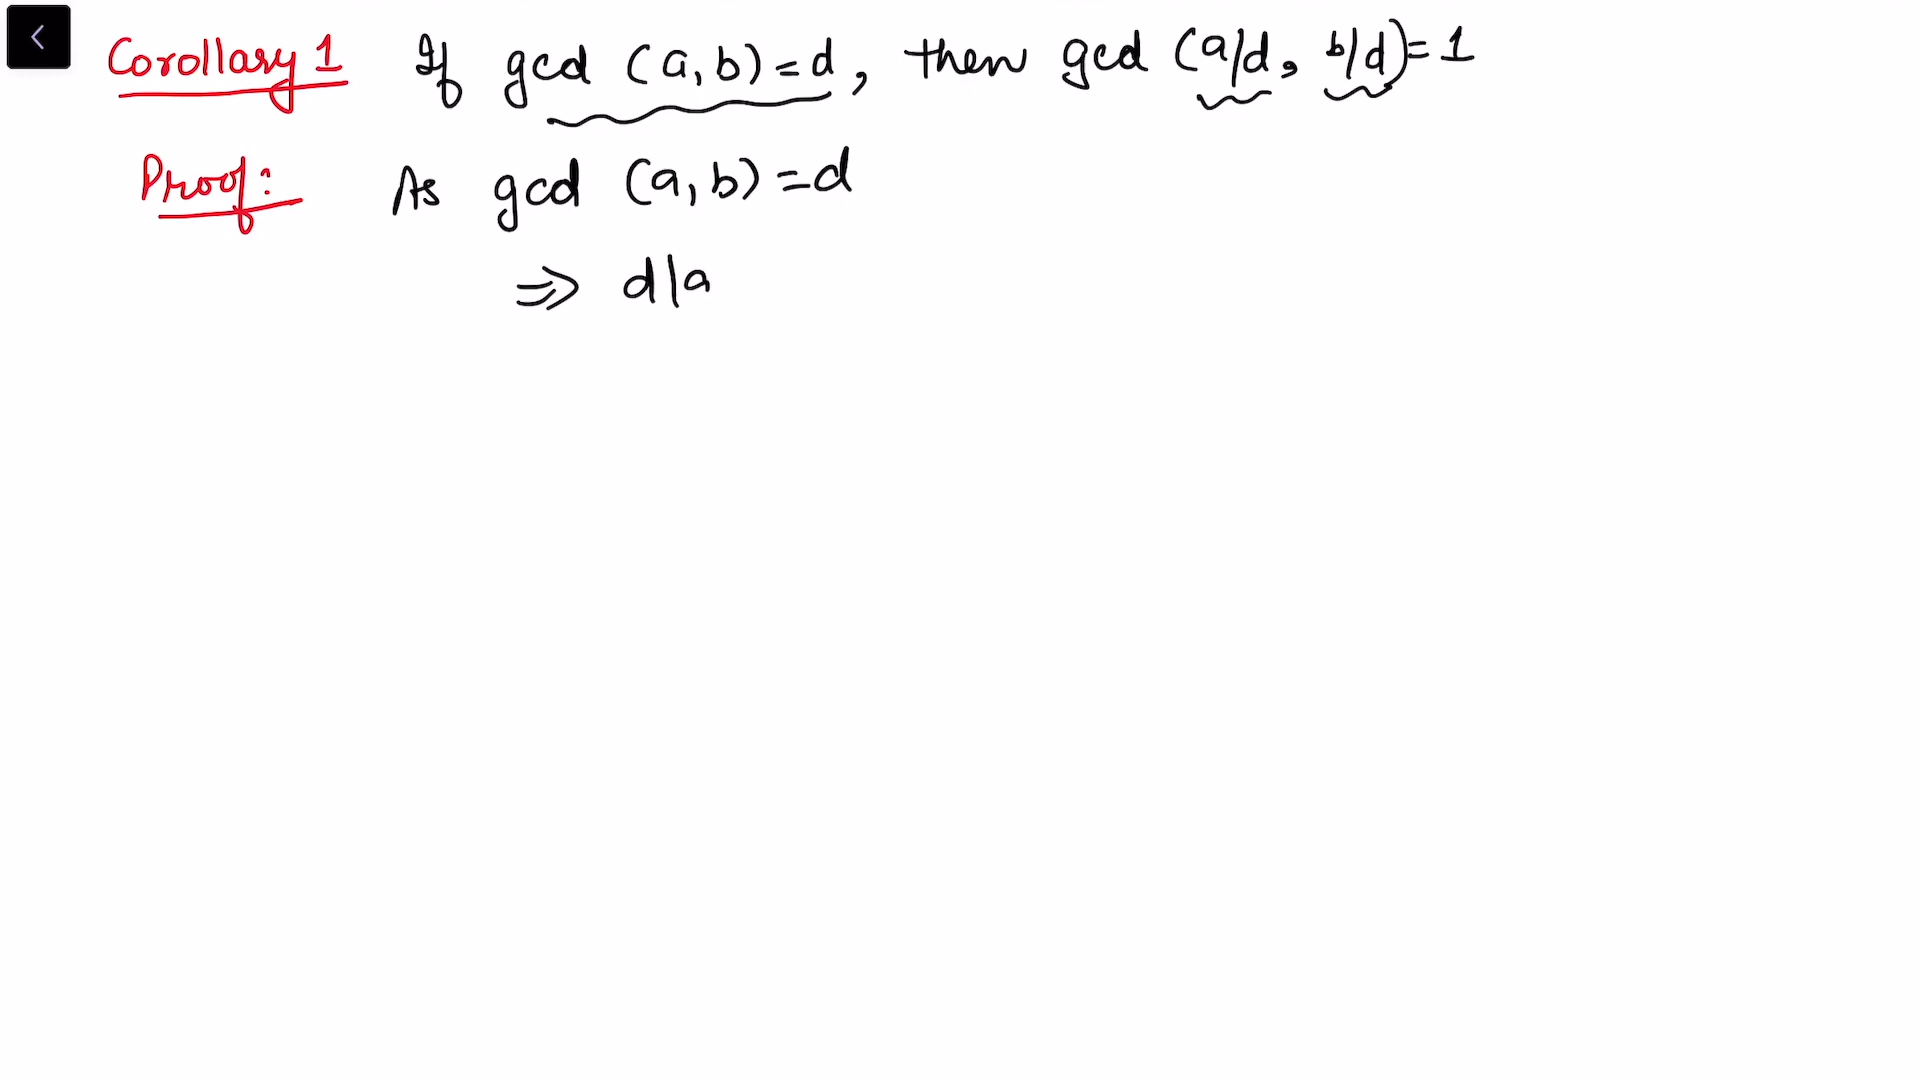 Corollary 1 If gcd (a,b)=d, then gcd (a/d, b/d)=1
Proof: As gcd (a,b)=d
⇒ d|a